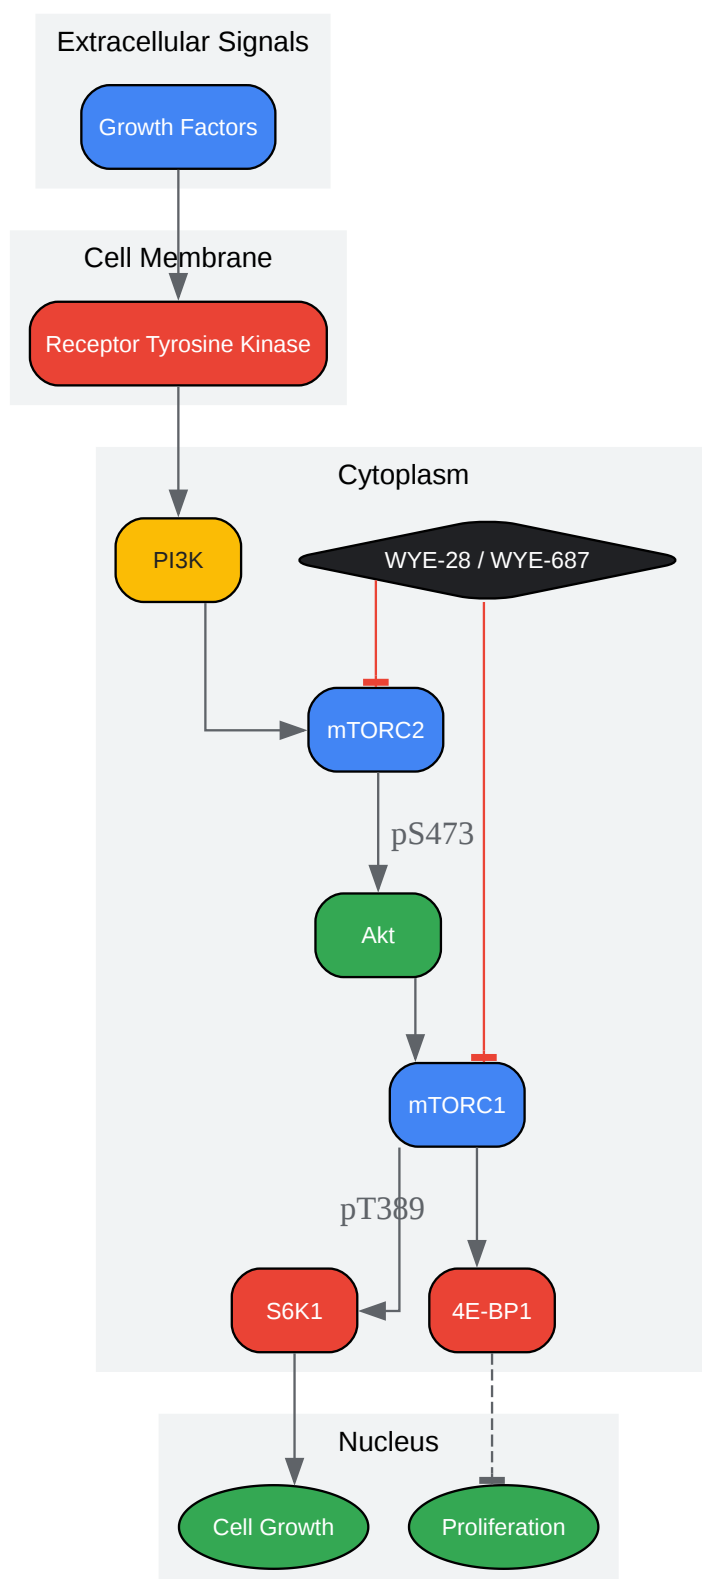 Extracellular Signals
Growth Factors
Cell Membrane
Receptor Tyrosine Kinase
Cytoplasm
PI3K
WYE-28 / WYE-687
mTORC2
pS473
Akt
mTORC1
pT389
S6K1
4E-BP1
Nucleus
Cell Growth
Proliferation